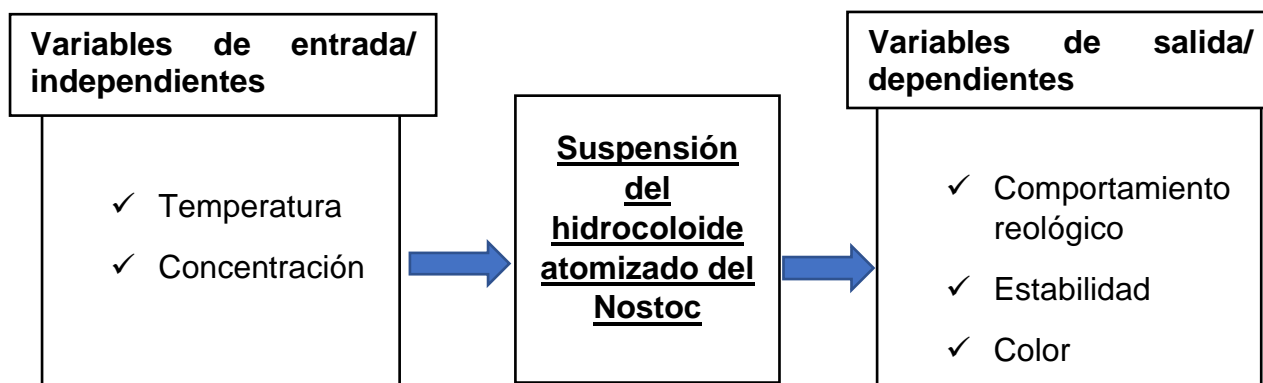 Variables de entrada/
independientes
✓ Temperatura
✓ Concentración
Suspensión
del
hidrocoloide
atomizado del
Nostoc
Variables de salida/
dependientes
✓ Comportamiento
reológico
✓ Estabilidad
✓ Color